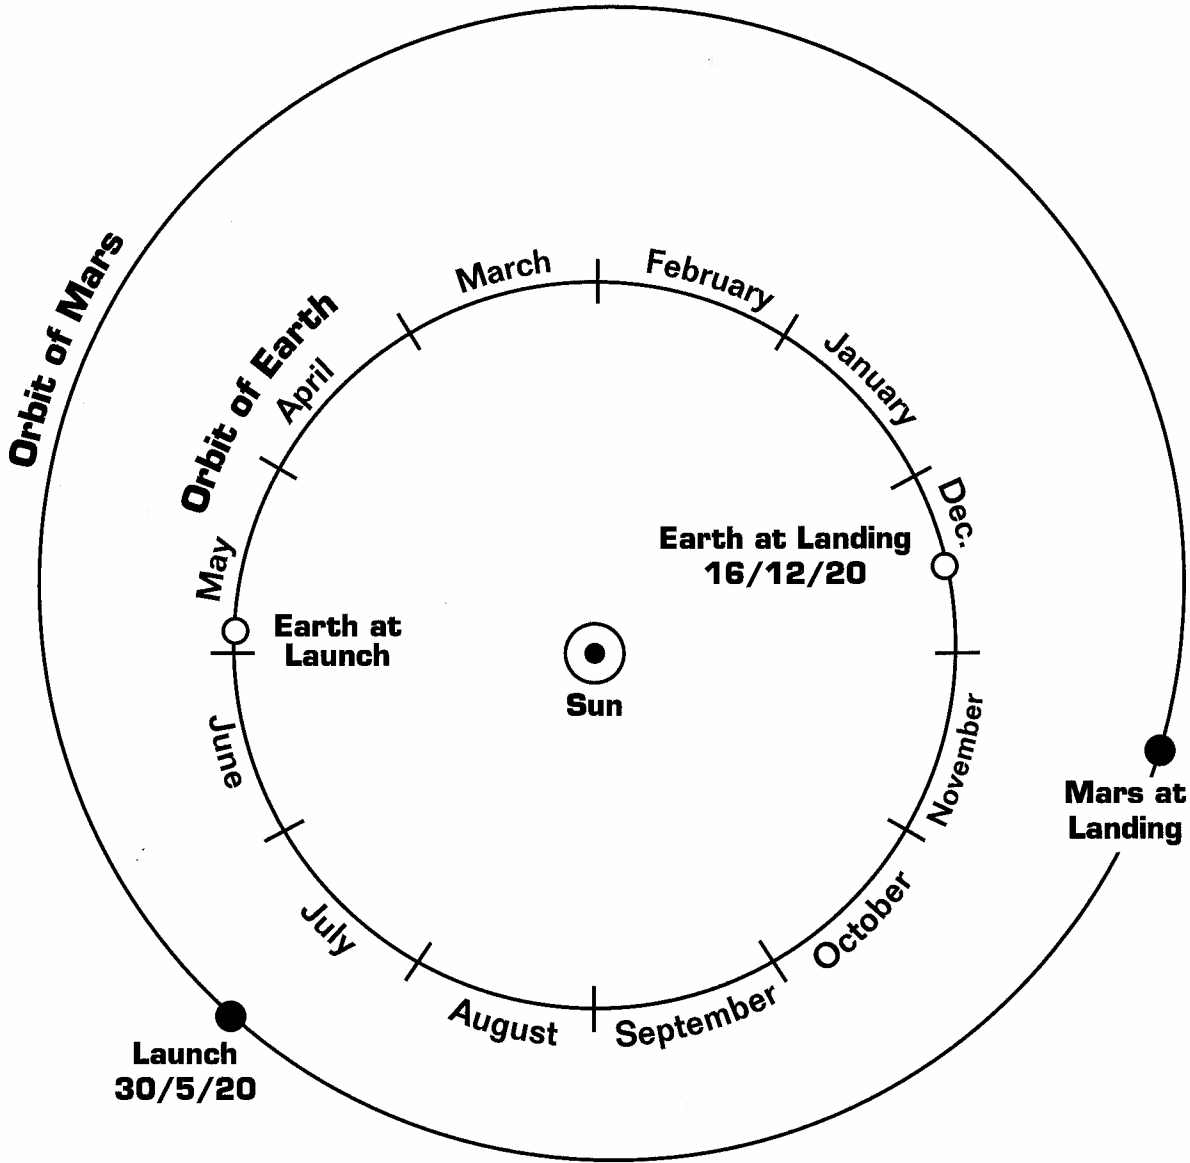 March
February
Orbit of Mars
Orbit of Earth
April
January
May
Dec.
Earth at Landing
16/12/20
Earth at
Launch
Sun
June
November
Mars at
Landing
July
October
August
September
Launch
30/5/20